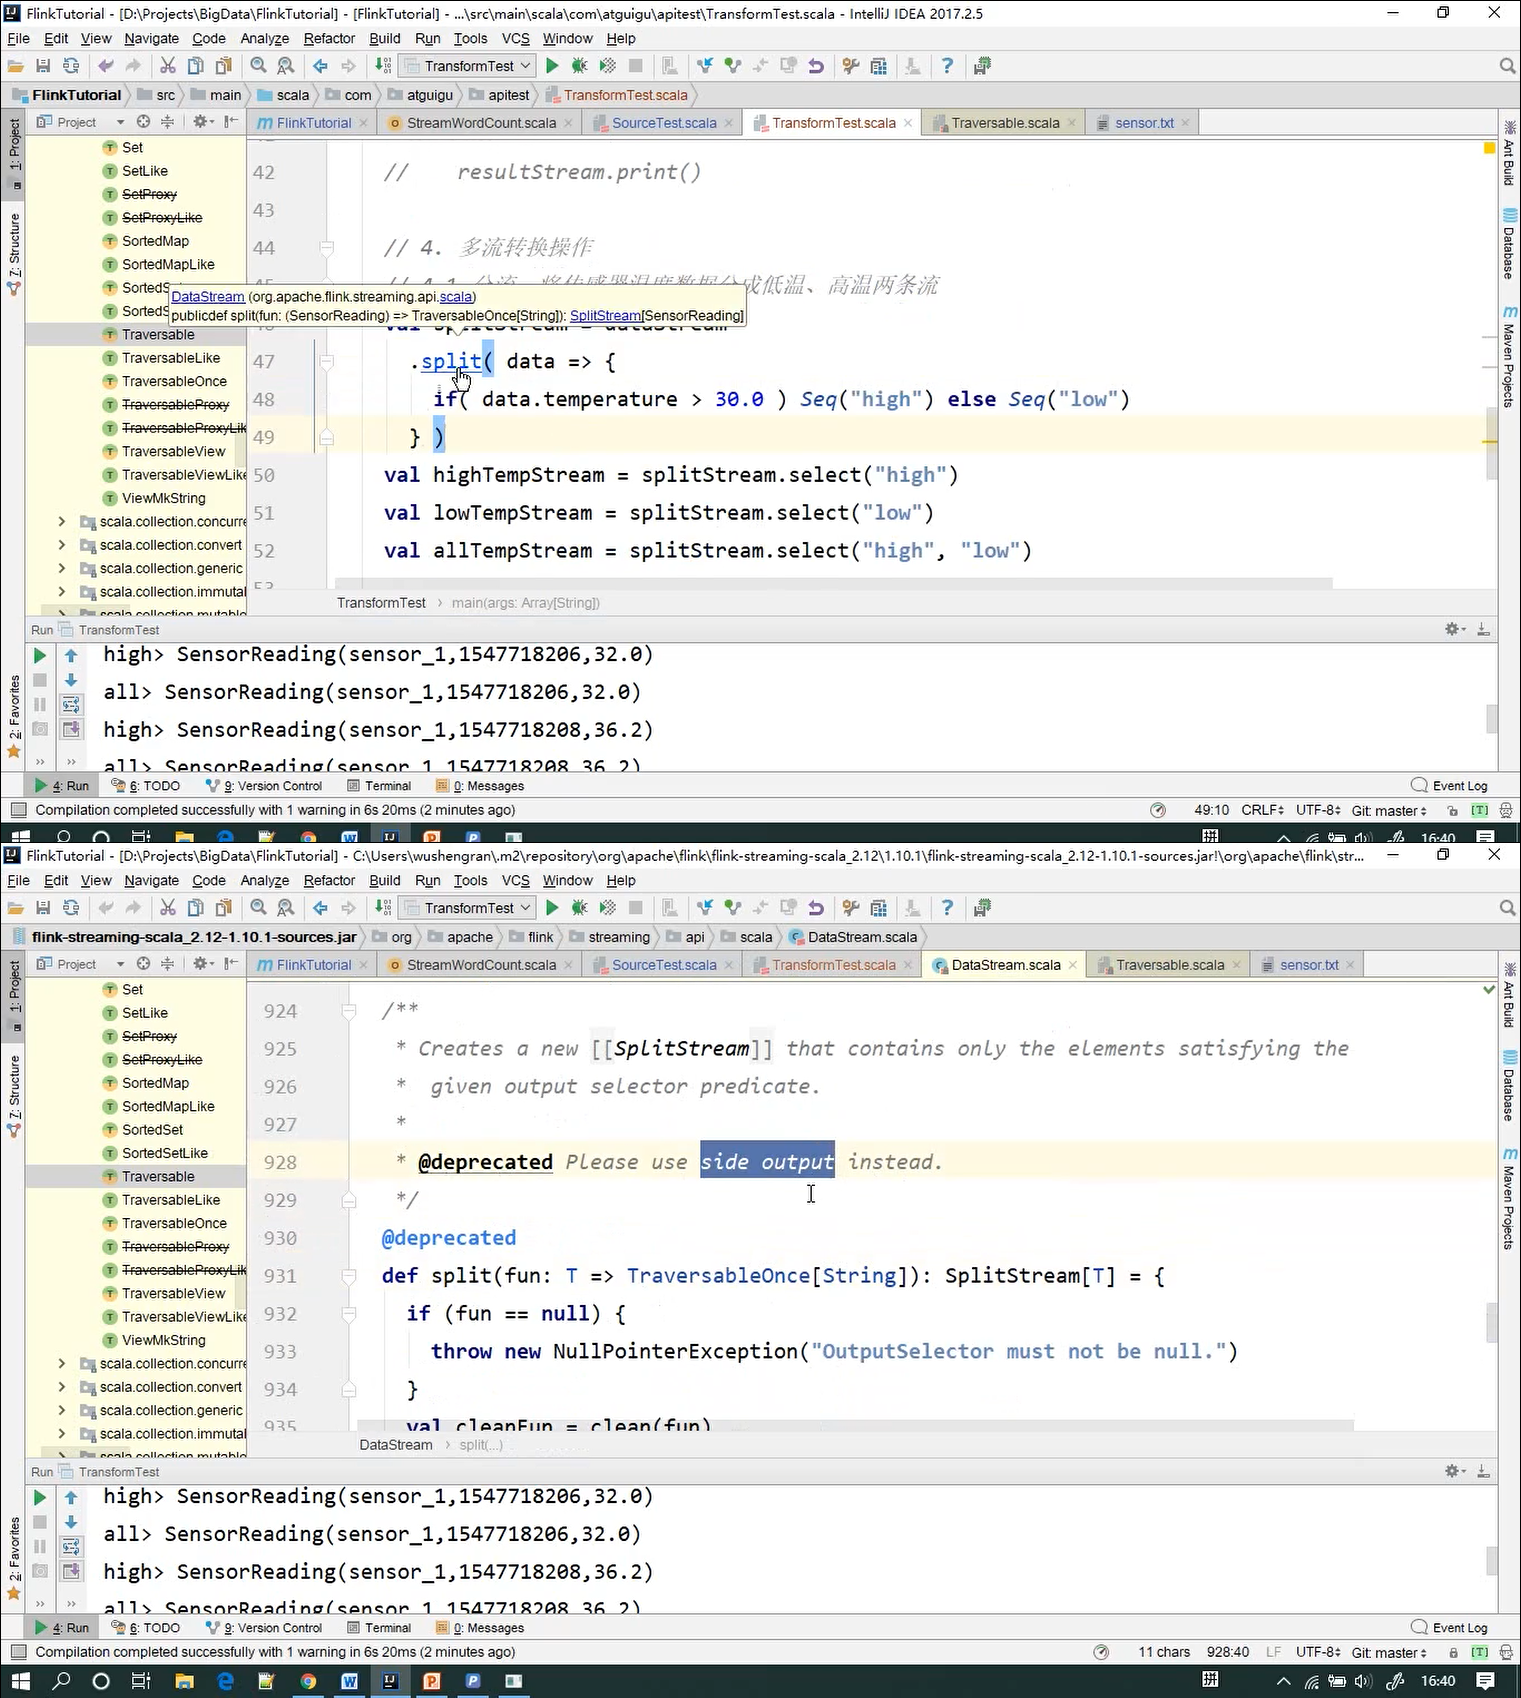 FlinkTutorial - [D:\Projects\BigData\FlinkTutorial] - [FlinkTutorial] - ...\src\main\scala\com\atguigu\apitest\TransformTest.scala - IntelliJ IDEA 2017.2.5
File Edit View Navigate Code Analyze Refactor Build Run Tools VCS Window Help
TransformTest
FlinkTutorial src main scala com atguigu apitest TransformTest.scala
Project FlinkTutorial StreamWordCount.scala SourceTest.scala TransformTest.scala Traversable.scala sensor.txt
1: Project
7: Structure
2: Favorites
Ant Build
Database
Maven Projects
Set
SetLike
SetProxy
SetProxyLike
SortedMap
SortedMapLike
Traversable
TraversableLike
TraversableOnce
TraversableProxy
TraversableProxyLik
TraversableView
TraversableViewLike
ViewMkString
scala.collection.concurre
scala.collection.convert
scala.collection.generic
scala.collection.immutal
scala.collection.mutable
42 // resultStream.print()
43
44 // 4. 多流转换操作
// 4.1 分流，将传感器温度数据分成低温、高温两条流
DataStream (org.apache.flink.streaming.api.scala)
publicdef split(fun: (SensorReading) => TraversableOnce[String]): SplitStream[SensorReading]
val splitStream = dataStream
47 .split( data => {
48 if( data.temperature > 30.0 ) Seq("high") else Seq("low")
49 } )
50 val highTempStream = splitStream.select("high")
51 val lowTempStream = splitStream.select("low")
52 val allTempStream = splitStream.select("high", "low")
53
TransformTest main(args: Array[String])
Run TransformTest
high> SensorReading(sensor_1,1547718206,32.0)
all> SensorReading(sensor_1,1547718206,32.0)
high> SensorReading(sensor_1,1547718208,36.2)
all> SensorReading(sensor_1,1547718208,36.2)
4: Run 6: TODO 9: Version Control Terminal 0: Messages Event Log
Compilation completed successfully with 1 warning in 6s 20ms (2 minutes ago) 49:10 CRLF UTF-8 Git: master [T]
拼 16:40
FlinkTutorial - [D:\Projects\BigData\FlinkTutorial] - C:\Users\wushengran\.m2\repository\org\apache\flink\flink-streaming-scala_2.12\1.10.1\flink-streaming-scala_2.12-1.10.1-sources.jar!\org\apache\flink\str...
File Edit View Navigate Code Analyze Refactor Build Run Tools VCS Window Help
TransformTest
flink-streaming-scala_2.12-1.10.1-sources.jar org apache flink streaming api scala DataStream.scala
Project FlinkTutorial StreamWordCount.scala SourceTest.scala TransformTest.scala DataStream.scala Traversable.scala sensor.txt
1: Project
7: Structure
2: Favorites
Ant Build
Database
Maven Projects
Set
SetLike
SetProxy
SetProxyLike
SortedMap
SortedMapLike
SortedSet
SortedSetLike
Traversable
TraversableLike
TraversableOnce
TraversableProxy
TraversableProxyLik
TraversableView
TraversableViewLike
ViewMkString
scala.collection.concurre
scala.collection.convert
scala.collection.generic
scala.collection.immutal
scala.collection.mutable
924 /**
925 * Creates a new [[SplitStream]] that contains only the elements satisfying the
926 * given output selector predicate.
927 *
928 * @deprecated Please use side output instead.
929 */
930 @deprecated
931 def split(fun: T => TraversableOnce[String]): SplitStream[T] = {
932 if (fun == null) {
933 throw new NullPointerException("OutputSelector must not be null.")
934 }
935 val cleanFun = clean(fun)
DataStream split(...)
Run TransformTest
high> SensorReading(sensor_1,1547718206,32.0)
all> SensorReading(sensor_1,1547718206,32.0)
high> SensorReading(sensor_1,1547718208,36.2)
all> SensorReading(sensor_1,1547718208,36.2)
4: Run 6: TODO 9: Version Control Terminal 0: Messages Event Log
Compilation completed successfully with 1 warning in 6s 20ms (2 minutes ago) 11 chars 928:40 LF UTF-8 Git: master [T]
拼 16:40